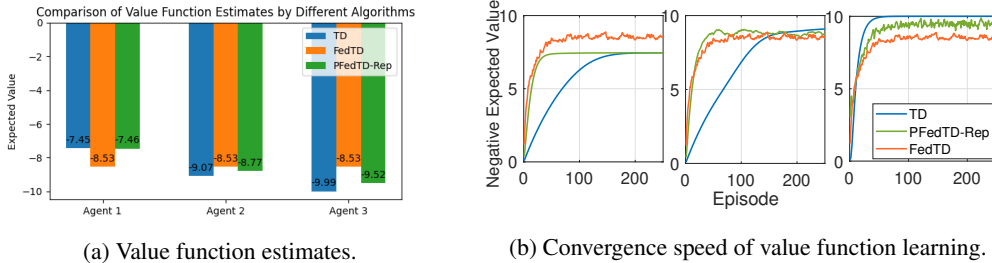 Comparison of Value Function Estimates by Different Algorithms
Expected Value
0
−2
−4
−6
−8
−10
TD
FedTD
PFedTD-Rep
-7.45
-8.53
-7.46
-9.07
-8.53
-8.77
-9.99
-8.53
-9.52
Agent 1
Agent 2
Agent 3
(a) Value function estimates.
Negative Expected Value
10
5
0
0 100 200
10
5
0
0 100 200
10
5
0
0 100 200
TD
PFedTD-Rep
FedTD
Episode
(b) Convergence speed of value function learning.